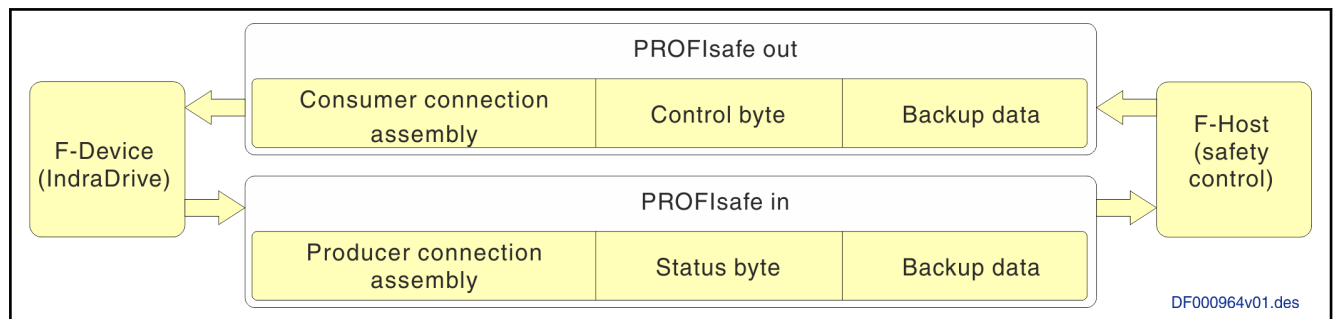 PROFIsafe out
Consumer connection
assembly
Control byte
Backup data
F-Device
(IndraDrive)
F-Host
(safety
control)
PROFIsafe in
Producer connection
assembly
Status byte
Backup data
DF000964v01.des